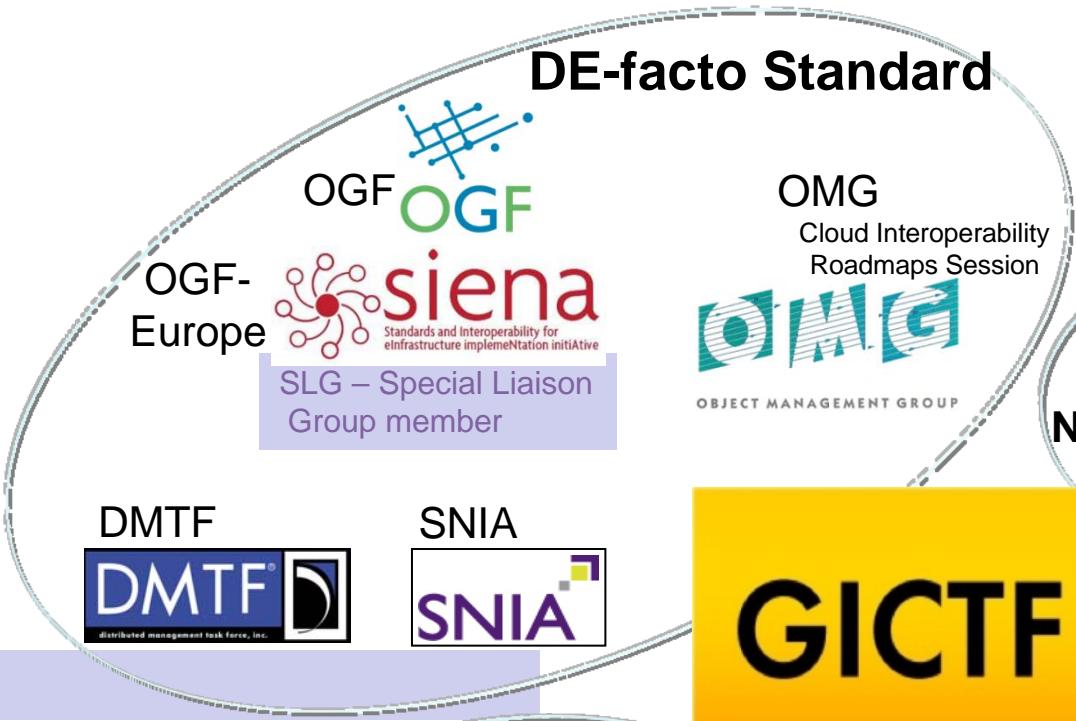 DE-facto Standard
OGF
OGF
OMG
Cloud Interoperability
Roadmaps Session
OGF-
Europe
siena
Standards and Interoperability for
eInfrastructure implemeNtation initiAtive
SLG – Special Liaison
Group member
OMG
OBJECT MANAGEMENT GROUP
N
DMTF
SNIA
DMTF®
distributed management task force, inc.
SNIA
GICTF